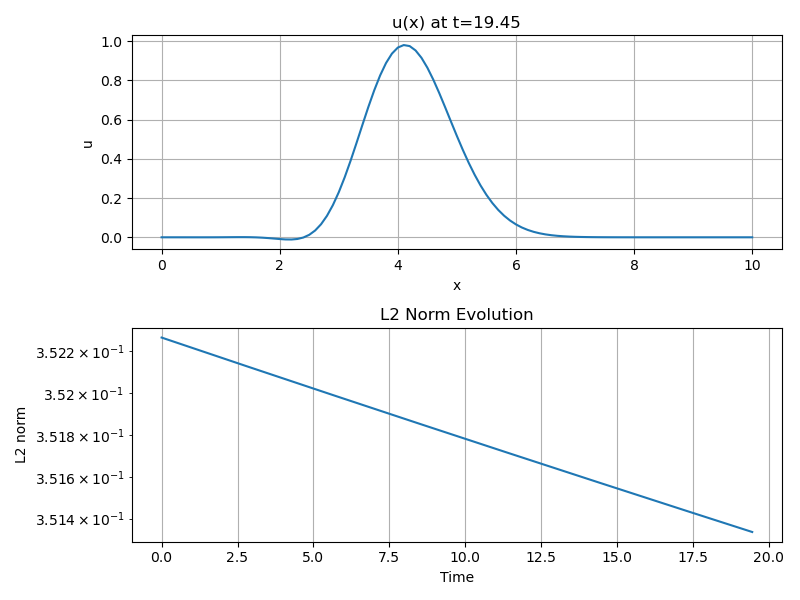 u(x) at t=19.45
1.0
0.8
0.6
0.4
0.2
0.0
u
0 2 4 6 8 10
x
L2 Norm Evolution
3.522 × 10⁻¹
3.52 × 10⁻¹
3.518 × 10⁻¹
3.516 × 10⁻¹
3.514 × 10⁻¹
L2 norm
0.0 2.5 5.0 7.5 10.0 12.5 15.0 17.5 20.0
Time